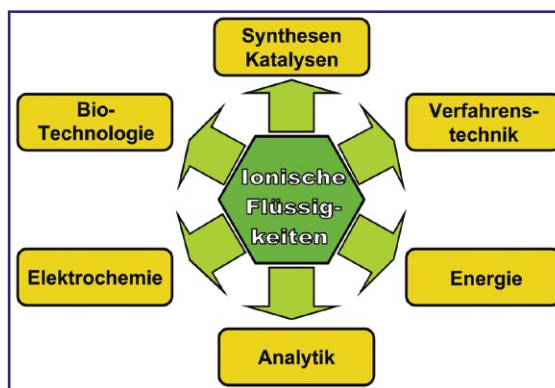 Synthesen
Katalysen
Bio-
Technologie
Verfahrens-
technik
Ionische
Flüssig-
keiten
Elektrochemie
Energie
Analytik